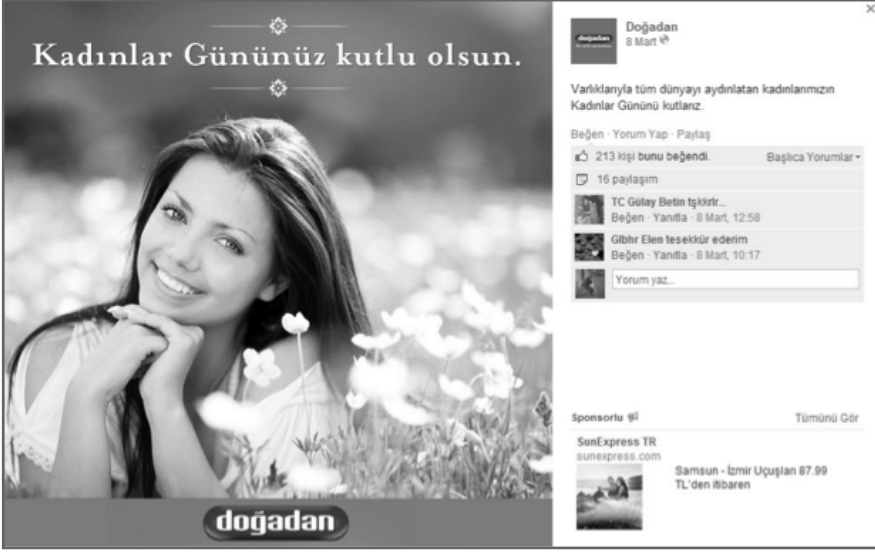 Kadınlar Gününüz kutlu olsun.
doğadan
doğadan
Doğadan
8 Mart
Varlıklarıyla tüm dünyayı aydınlatan kadınlarımızın
Kadınlar Gününü kutlarız.
Beğen · Yorum Yap · Paylaş
213 kişi bunu beğendi.
Başlıca Yorumlar
16 paylaşım
TC Gülay Betin tşkkrlr...
Beğen · Yanıtla · 8 Mart, 12:58
Glbhr Elen tesekkür ederim
Beğen · Yanıtla · 8 Mart, 10:17
Yorum yaz...
Sponsorlu
Tümünü Gör
SunExpress TR
sunexpress.com
Samsun - İzmir Uçuşları 87.99
TL'den itibaren